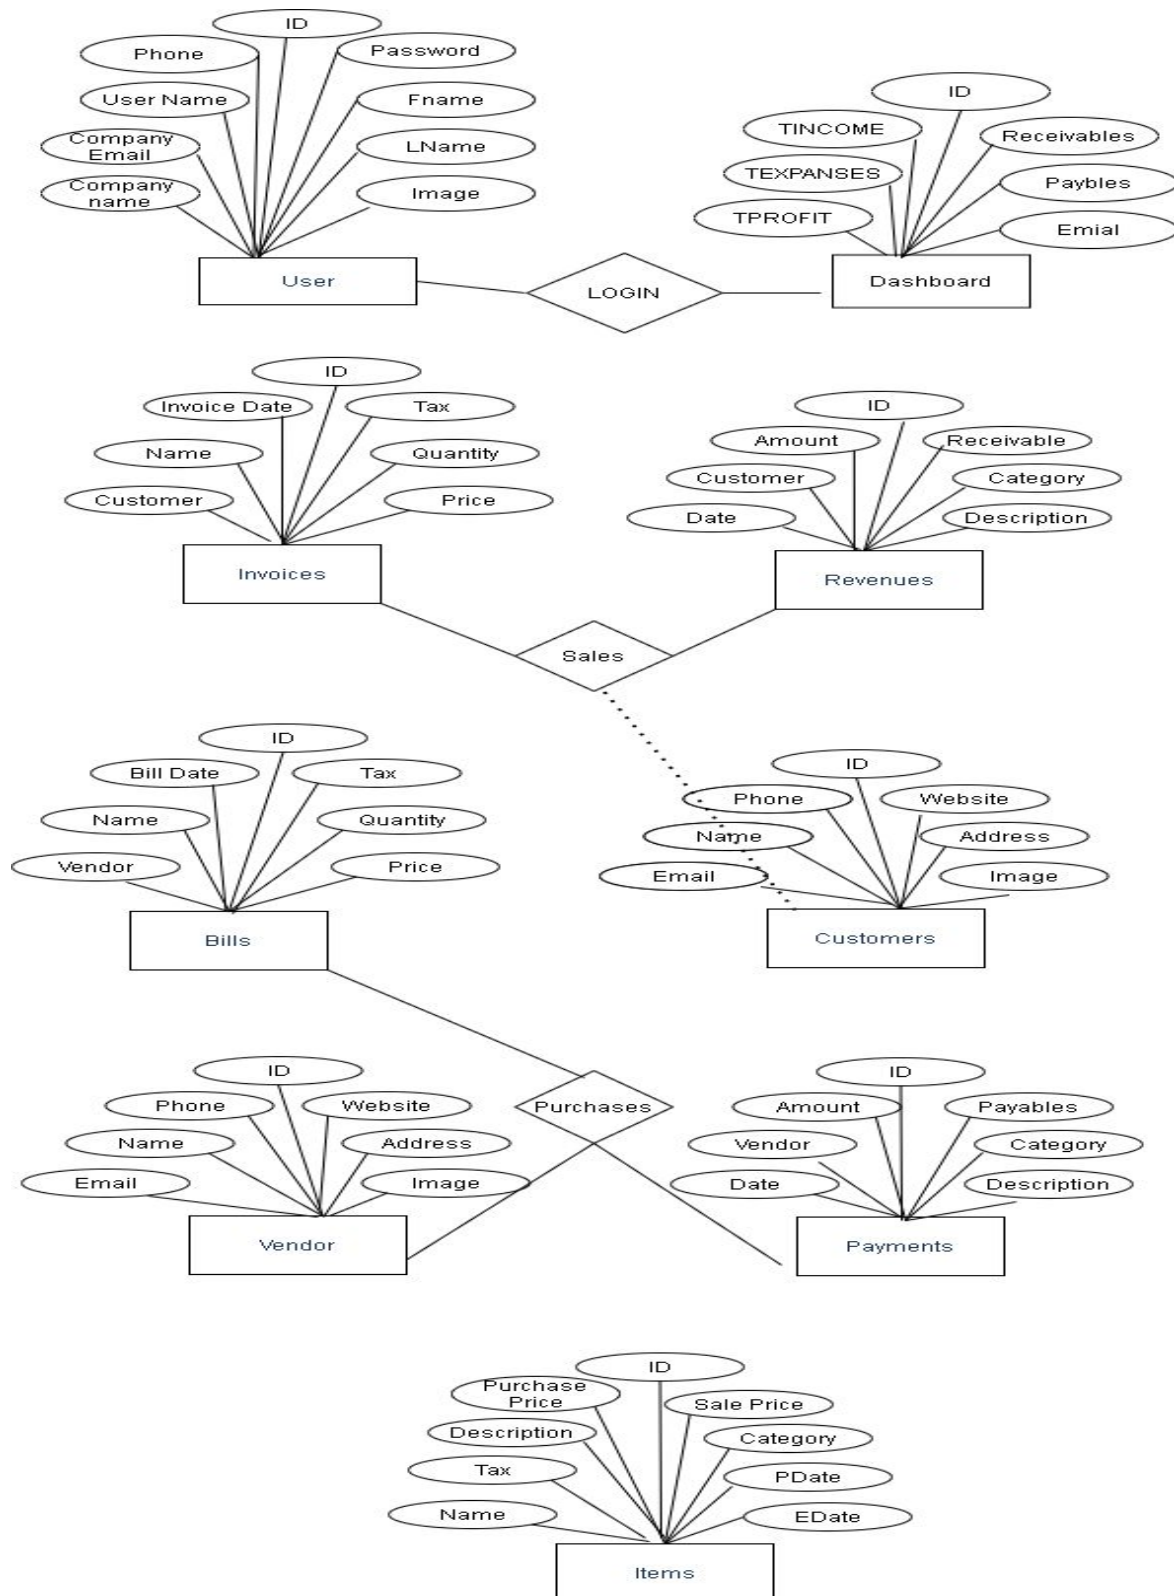 ID
Phone
Password
User Name
Fname
Company
Email
LName
Company
name
Image
User
LOGIN
ID
TINCOME
Receivables
TEXPANSES
Paybles
TPROFIT
Emial
Dashboard
ID
Invoice Date
Tax
Name
Quantity
Customer
Price
Invoices
ID
Amount
Receivable
Customer
Category
Date
Description
Revenues
Sales
ID
Bill Date
Tax
Name
Quantity
Vendor
Price
Bills
ID
Phone
Website
Name
Address
Email
Image
Customers
ID
Phone
Website
Name
Address
Email
Image
Vendor
Purchases
ID
Amount
Payables
Vendor
Category
Date
Description
Payments
ID
Purchase
Price
Sale Price
Description
Category
Tax
PDate
Name
EDate
Items